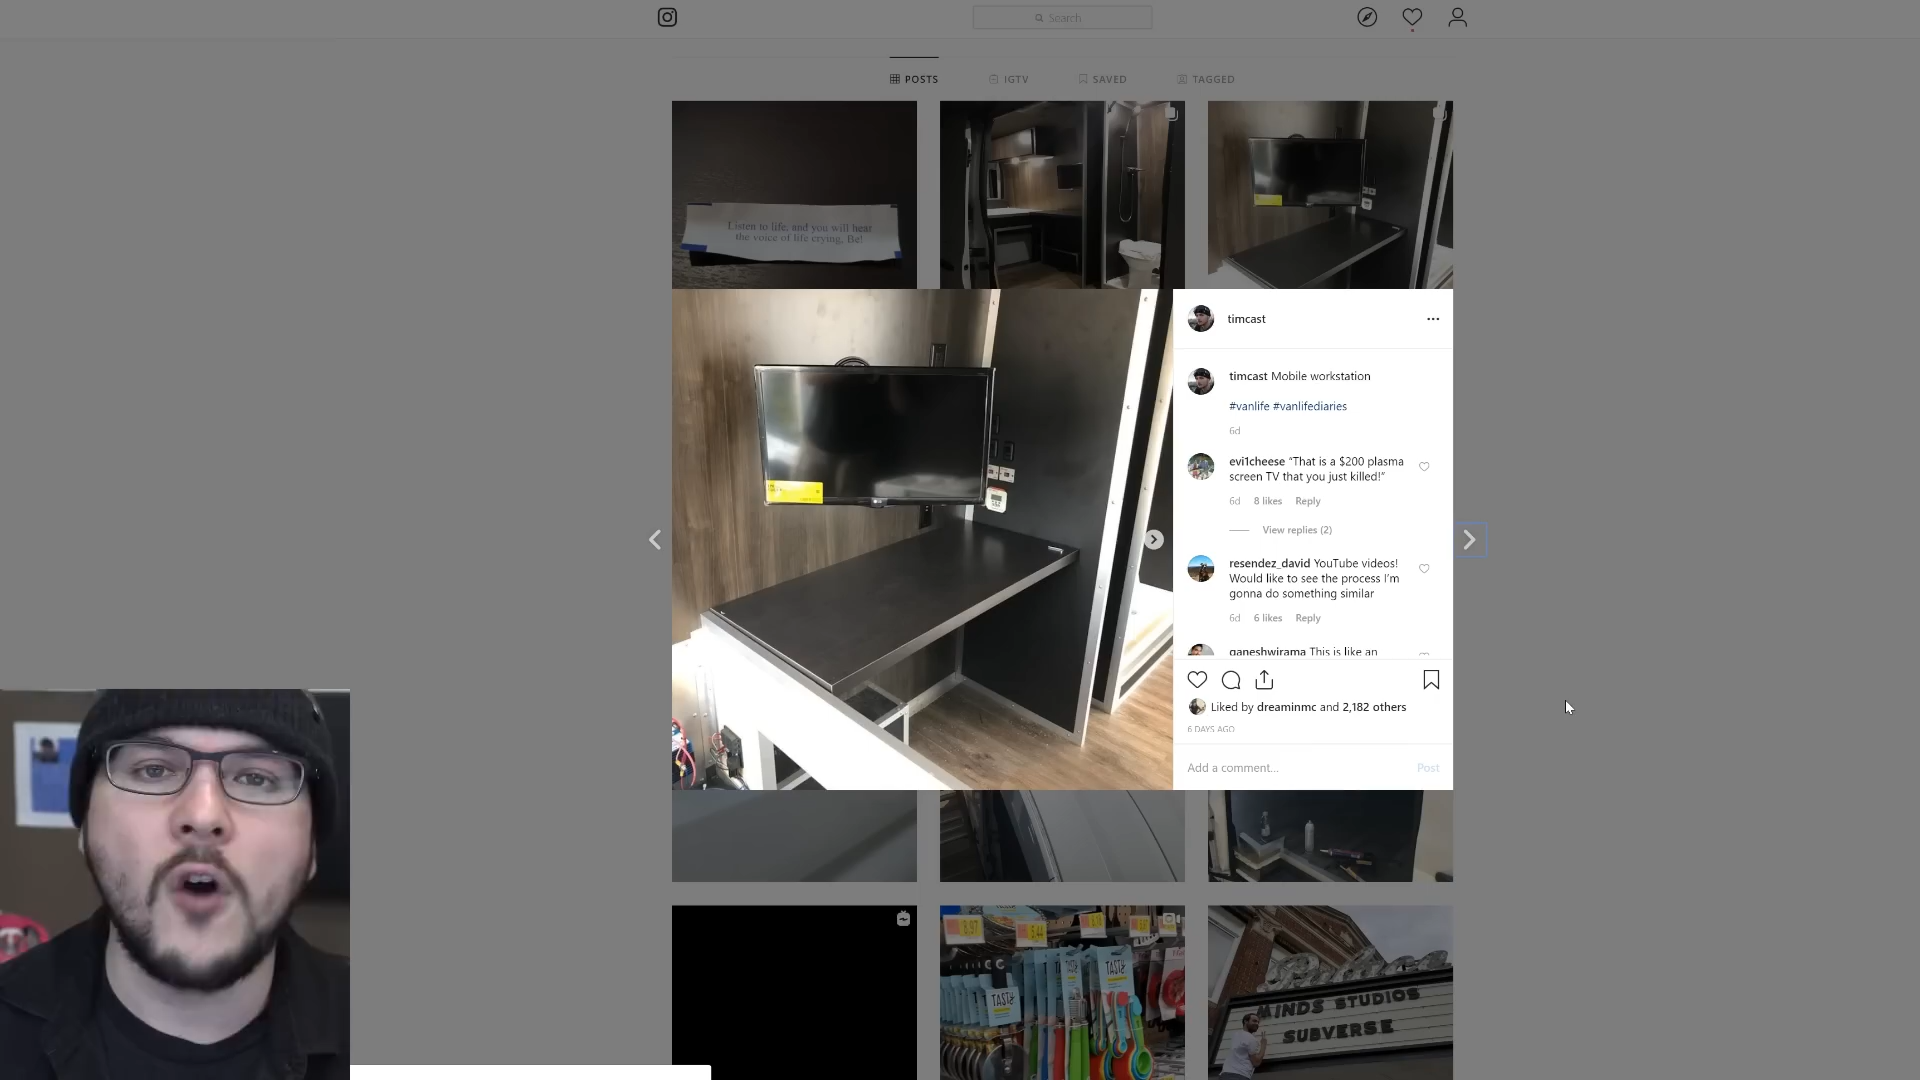 Search
POSTS
IGTV
SAVED
TAGGED
Listen to life, and you will hear
the voice of life crying, Be!
timcast
timcast Mobile workstation
#vanlife #vanlifediaries
6d
evi1cheese “That is a $200 plasma
screen TV that you just killed!”
6d 8 likes Reply
View replies (2)
resendez_david YouTube videos!
Would like to see the process I’m
gonna do something similar
6d 6 likes Reply
ganeshwirama This is like an
Liked by dreaminmc and 2,182 others
6 DAYS AGO
Add a comment... Post
TASTY
TASTY
TASTY
MINDS STUDIOS
SUBVERSE